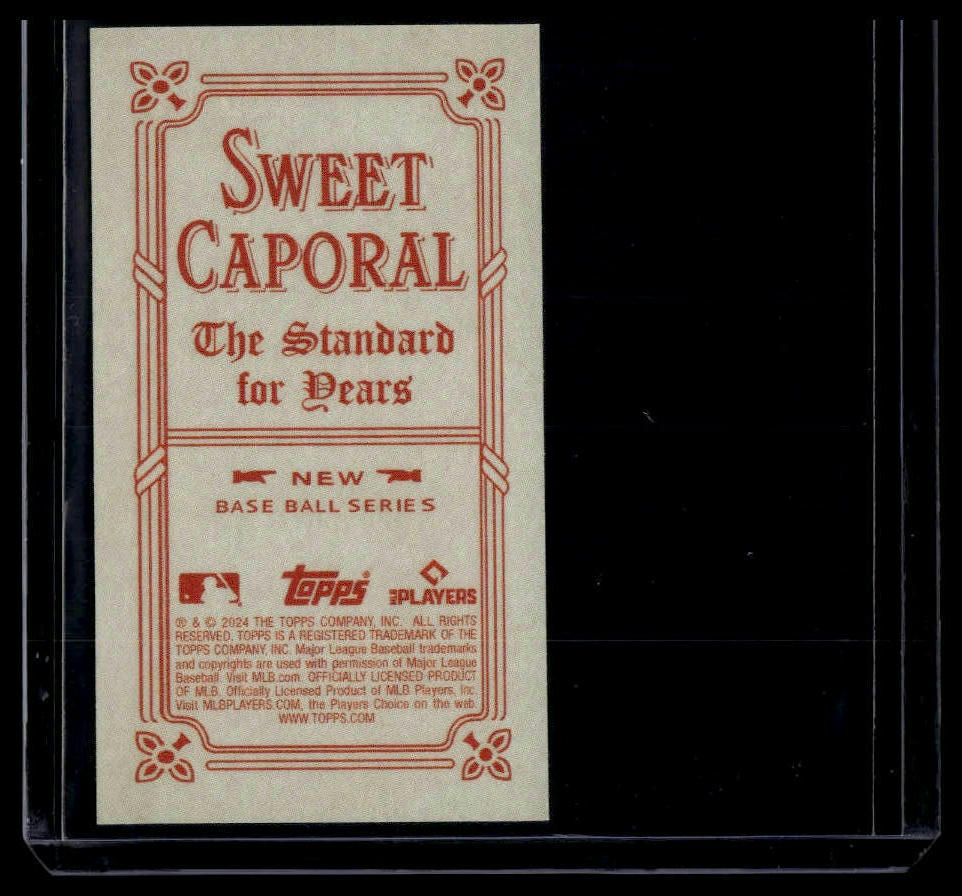 SWEET
CAPORAL
The Standard
for Years
NEW
BASE BALL SERIES
Topps®
MLB PLAYERS
® & © 2024 THE TOPPS COMPANY, INC. ALL RIGHTS
RESERVED. TOPPS IS A REGISTERED TRADEMARK OF THE
TOPPS COMPANY, INC. Major League Baseball trademarks
and copyrights are used with permission of Major League
Baseball. Visit MLB.com. OFFICIALLY LICENSED PRODUCT
OF MLB. Officially Licensed Product of MLB Players, Inc.
Visit MLBPLAYERS.COM, the Players Choice on the web.
WWW.TOPPS.COM